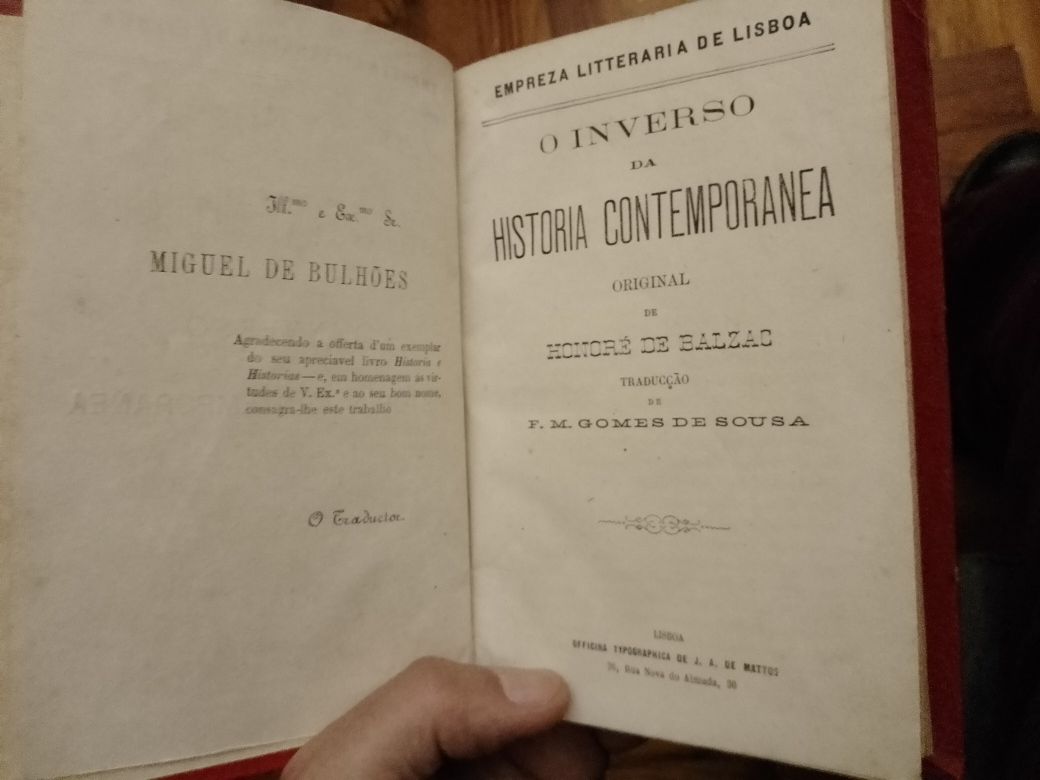 Ill.mo e Ex.mo Sr.
MIGUEL DE BULHÕES
Agradecendo a offerta d'um exemplar
do seu apreciavel livro Historia e
Historias—e, em homenagem ás vir-
tudes de V. Ex.ª e ao seu bom nome,
consagra-lhe este trabalho
O Traductor.
EMPREZA LITTERARIA DE LISBOA
O INVERSO
DA
HISTORIA CONTEMPORANEA
ORIGINAL
DE
HONORÉ DE BALZAC
TRADUCÇÃO
DE
F. M. GOMES DE SOUSA
LISBOA
OFFICINA TYPOGRAPHICA DE J. A. DE MATTOS
Rua Nova do Almada,